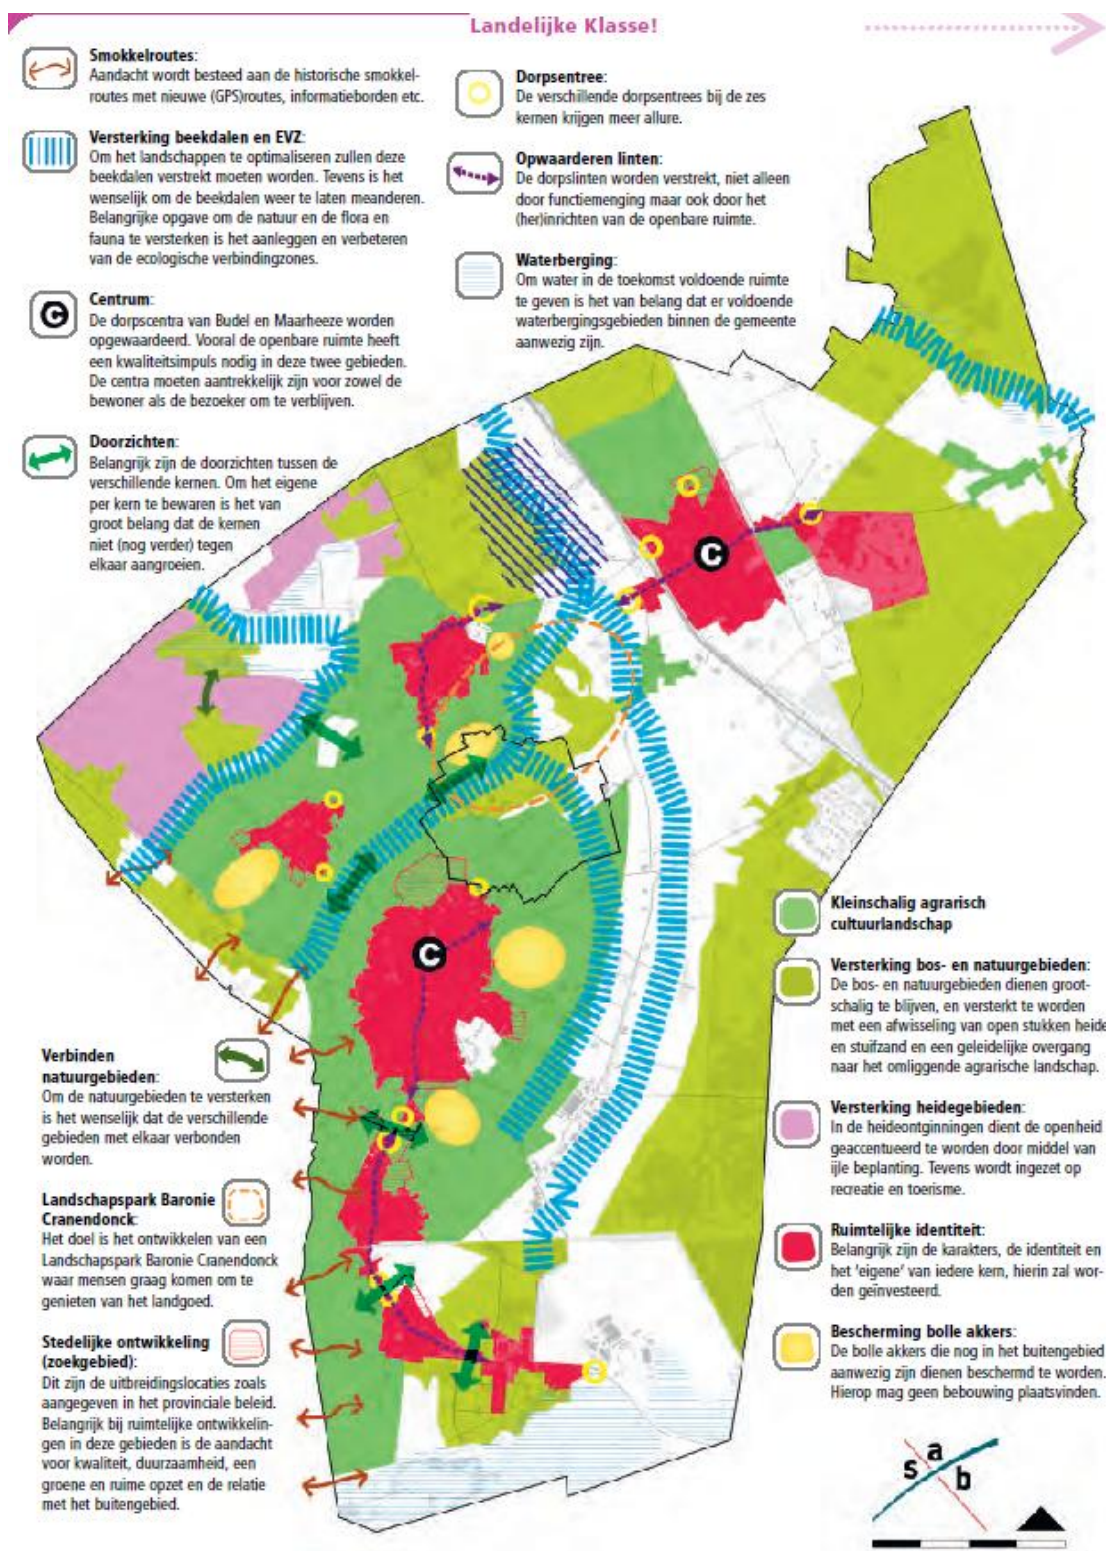 Landelijke Klasse!
Smokkelroutes:
Aandacht wordt besteed aan de historische smokkel-
routes met nieuwe (GPS)routes, informatieborden etc.
Versterking beekdalen en EVZ:
Om het landschappen te optimaliseren zullen deze
beekdalen verstrekt moeten worden. Tevens is het
wenselijk om de beekdalen weer te laten meanderen.
Belangrijke opgave om de natuur en de flora en
fauna te versterken is het aanleggen en verbeteren
van de ecologische verbindingzones.
C
Centrum:
De dorpscentra van Budel en Maarheeze worden
opgewaardeerd. Vooral de openbare ruimte heeft
een kwaliteitsimpuls nodig in deze twee gebieden.
De centra moeten aantrekkelijk zijn voor zowel de
bewoner als de bezoeker om te verblijven.
Doorzichten:
Belangrijk zijn de doorzichten tussen de
verschillende kernen. Om het eigene
per kern te bewaren is het van
groot belang dat de kernen
niet (nog verder) tegen
elkaar aangroeien.
Dorpsentree:
De verschillende dorpsentrees bij de zes
kernen krijgen meer allure.
Opwaarderen linten:
De dorpslinten worden verstrekt, niet alleen
door functiemenging maar ook door het
(her)inrichten van de openbare ruimte.
Waterberging:
Om water in de toekomst voldoende ruimte
te geven is het van belang dat er voldoende
waterbergingsgebieden binnen de gemeente
aanwezig zijn.
C
C
Verbinden
natuurgebieden:
Om de natuurgebieden te versterken
is het wenselijk dat de verschillende
gebieden met elkaar verbonden
worden.
Landschapspark Baronie
Cranendonck:
Het doel is het ontwikkelen van een
Landschapspark Baronie Cranendonck
waar mensen graag komen om te
genieten van het landgoed.
Stedelijke ontwikkeling
(zoekgebied):
Dit zijn de uitbreidingslocaties zoals
aangegeven in het provinciale beleid.
Belangrijk bij ruimtelijke ontwikkelin-
gen in deze gebieden is de aandacht
voor kwaliteit, duurzaamheid, een
groene en ruime opzet en de relatie
met het buitengebied.
Kleinschalig agrarisch
cultuurlandschap
Versterking bos- en natuurgebieden:
De bos- en natuurgebieden dienen groot-
schalig te blijven, en versterkt te worden
met een afwisseling van open stukken heide
en stuifzand en een geleidelijke overgang
naar het omliggende agrarische landschap.
Versterking heidegebieden:
In de heideontginningen dient de openheid
geaccentueerd te worden door middel van
ijle beplanting. Tevens wordt ingezet op
recreatie en toerisme.
Ruimtelijke identiteit:
Belangrijk zijn de karakters, de identiteit en
het 'eigene' van iedere kern, hierin zal wor-
den geïnvesteerd.
Bescherming bolle akkers:
De bolle akkers die nog in het buitengebied
aanwezig zijn dienen beschermd te worden.
Hierop mag geen bebouwing plaatsvinden.
s a b